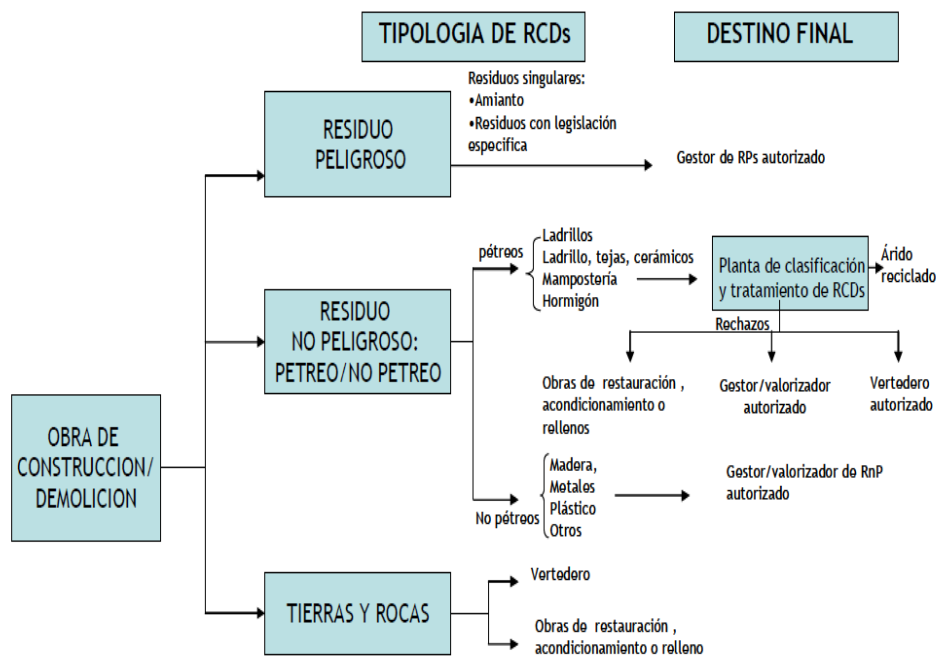 TIPOLOGIA DE RCDs
DESTINO FINAL
Residuos singulares:
•Amianto
•Residuos con legislación
especifica
RESIDUO
PELIGROSO
Gestor de RPs autorizado
pétreos
Ladrillos
Ladrillo, tejas, cerámicos
Mampostería
Hormigón
Planta de clasificación
y tratamiento de RCDs
Árido
reciclado
Rechazos
RESIDUO
NO PELIGROSO:
PETREO/NO PETREO
Obras de restauración ,
acondicionamiento o
rellenos
Gestor/valorizador
autorizado
Vertedero
autorizado
OBRA DE
CONSTRUCCION/
DEMOLICION
No pétreos
Madera,
Metales
Plástico
Otros
Gestor/valorizador de RnP
autorizado
TIERRAS Y ROCAS
Vertedero
Obras de restauración ,
acondicionamiento o relleno